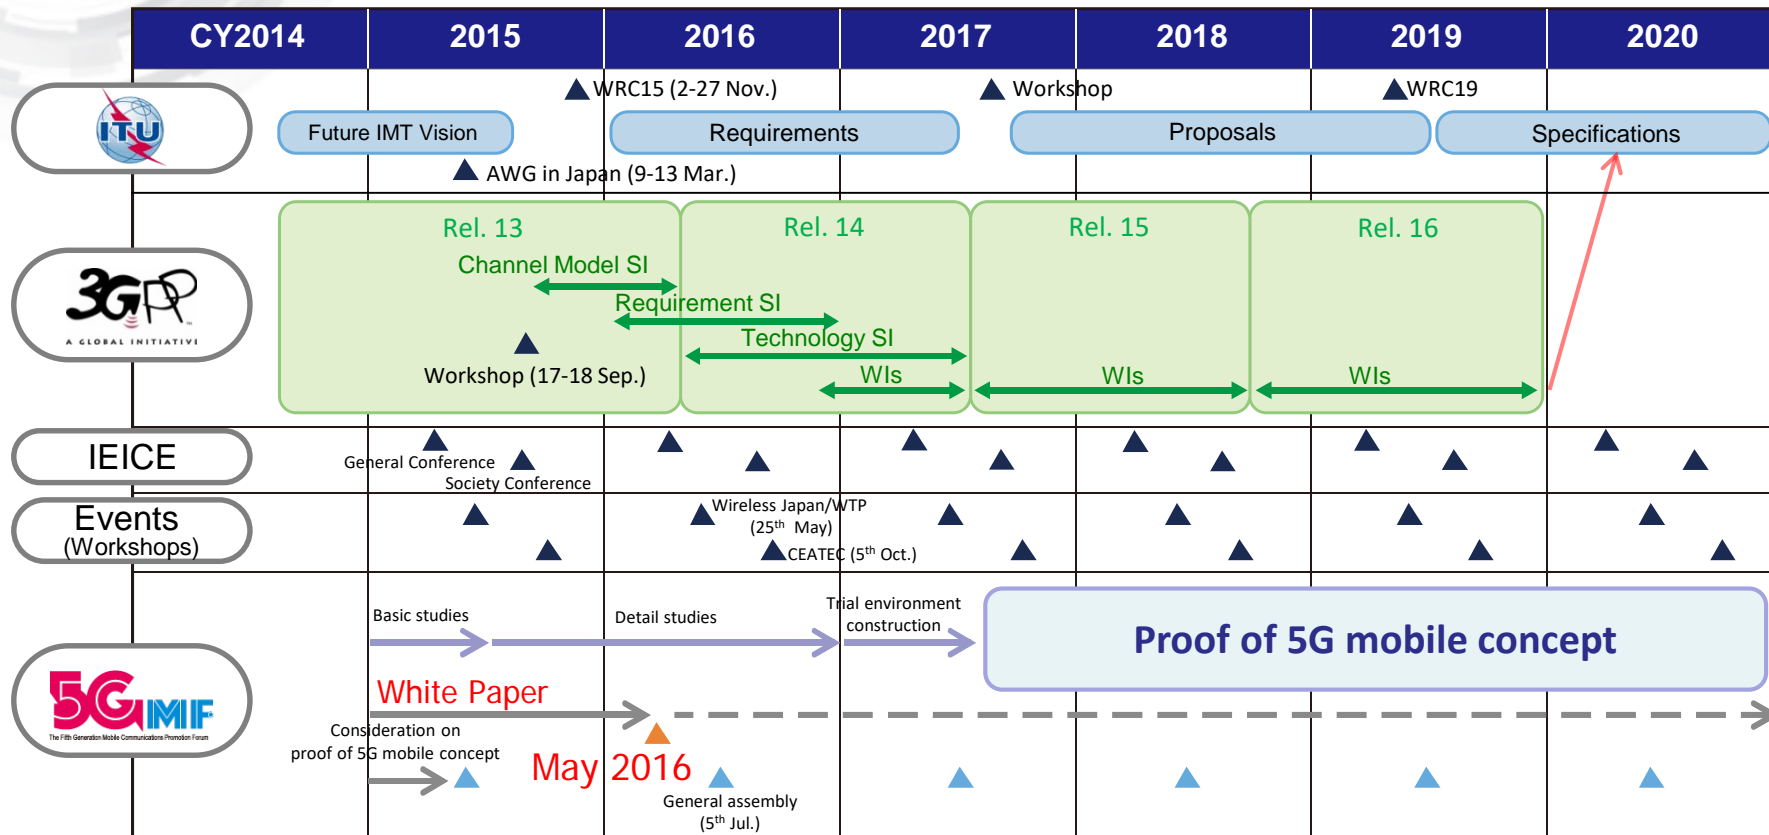 CY2014 2015 2016 2017 2018 2019 2020
ITU
WRC15 (2-27 Nov.) Workshop WRC19
Future IMT Vision Requirements Proposals Specifications
AWG in Japan (9-13 Mar.)
3GPP
A GLOBAL INITIATIVE
Rel. 13 Rel. 14 Rel. 15 Rel. 16
Channel Model SI
Requirement SI
Technology SI
Workshop (17-18 Sep.)
WIs WIs WIs
IEICE
General Conference
Society Conference
Events
(Workshops)
Wireless Japan/WTP
(25th May)
CEATEC (5th Oct.)
5GMF
The Fifth Generation Mobile Communications Promotion Forum
Basic studies Detail studies
Trial environment
construction
Proof of 5G mobile concept
White Paper
Consideration on
proof of 5G mobile concept
May 2016
General assembly
(5th Jul.)